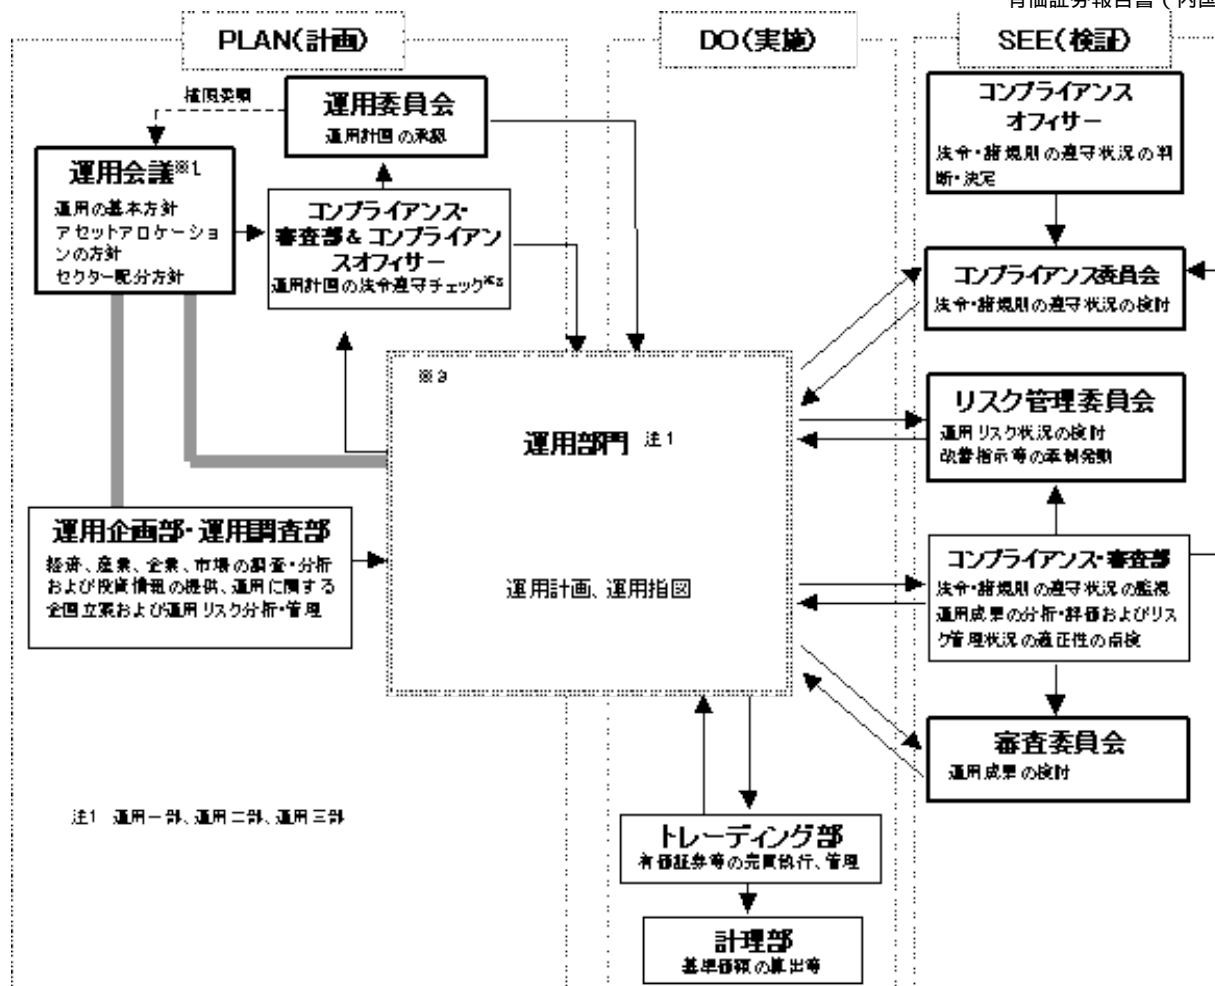 有価証券報告書（内国
PLAN(計画)
DO(実施)
SEE(検証)
権限委嘱
運用委員会
運用計画の承認
運用会議※1
運用の基本方針
アセットアロケーショ
ンの方針
セクター配分方針
コンプライアンス・
審査部＆コンプライアン
スオフィサー
運用計画の法令遵守チェック※2
※3
運用部門 注1
運用計画、運用指図
運用企画部・運用調査部
経済、産業、企業、市場の調査・分析
および投資情報の提供、運用に関する
企画立案および運用リスク分析・管理
注1 運用一部、運用二部、運用三部
トレーディング部
有価証券等の売買執行、管理
計理部
基準価額の算出等
コンプライアンス
オフィサー
法令・諸規則の遵守状況の判
断・決定
コンプライアンス委員会
法令・諸規則の遵守状況の検討
リスク管理委員会
運用リスク状況の検討
改善指示等の牽制発動
コンプライアンス・審査部
法令・諸規則の遵守状況の監視
運用成果の分析・評価およびリス
ク管理状況の適正性の点検
審査委員会
運用成果の検討